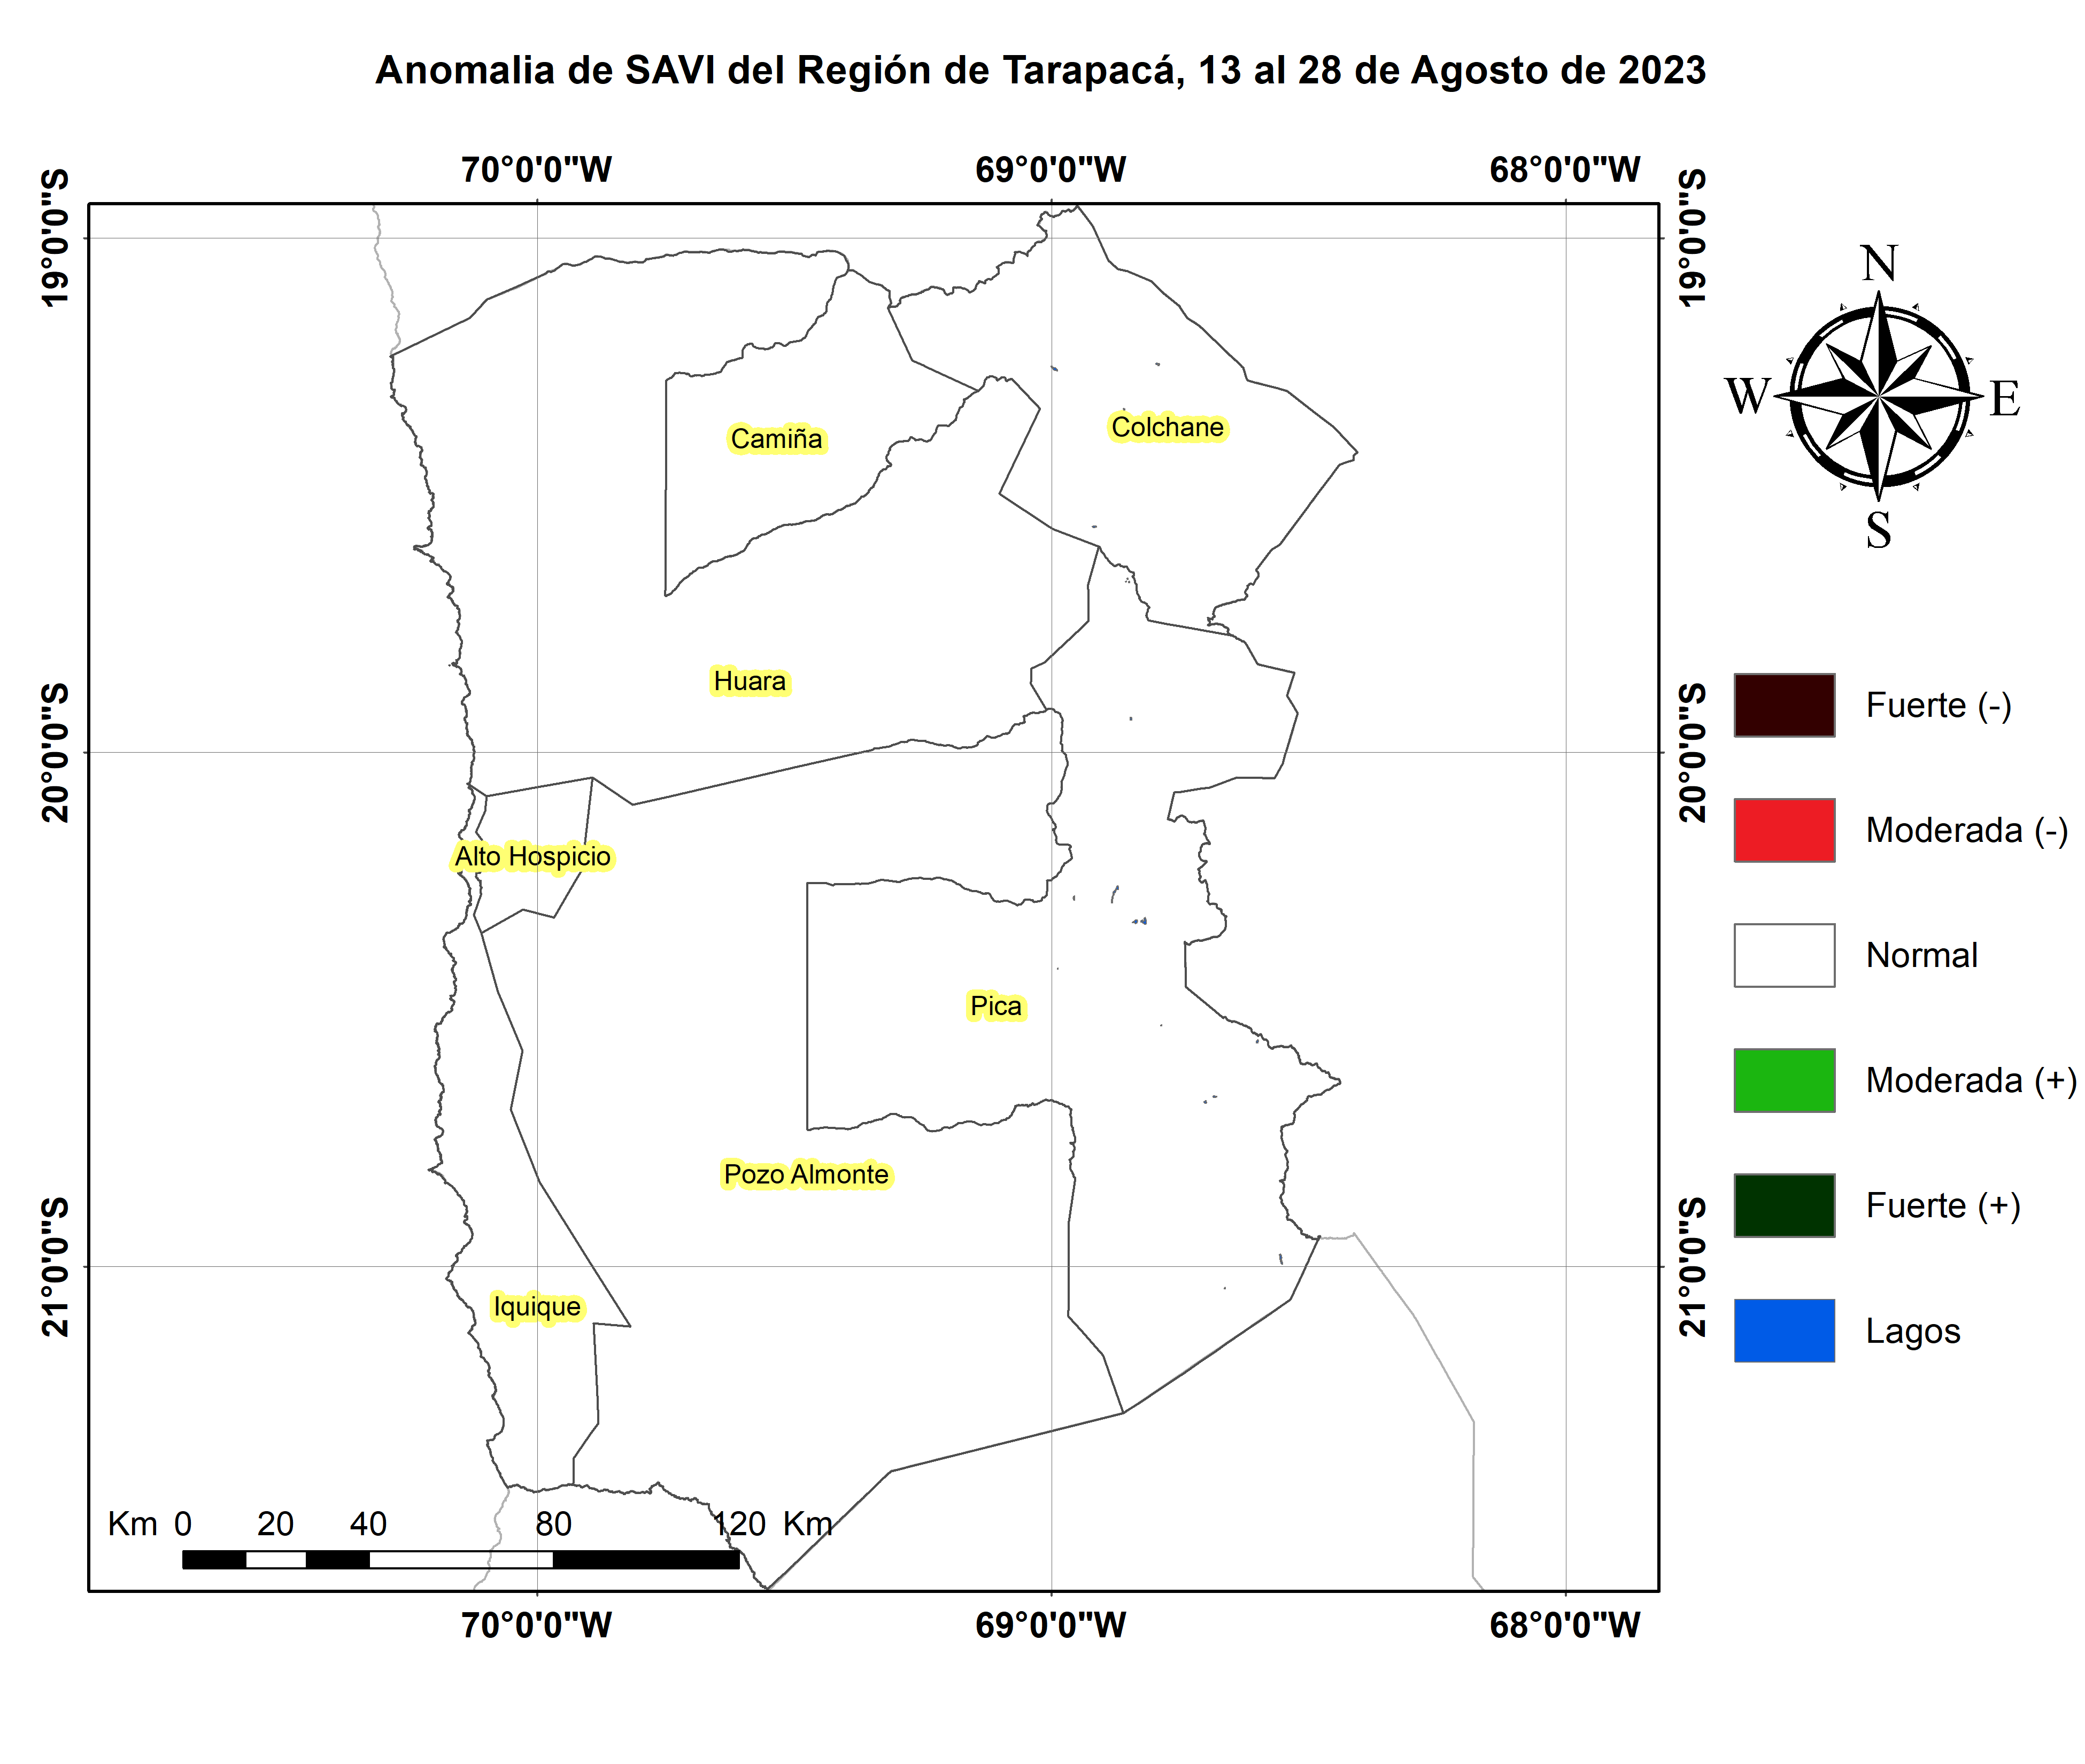 Anomalia de SAVI del Región de Tarapacá, 13 al 28 de Agosto de 2023
70°0'0"W 69°0'0"W 68°0'0"W
19°0'0"S 19°0'0"S
N
W E
S
Camiña
Colchane
Huara
20°0'0"S 20°0'0"S
Alto Hospicio
Pica
Pozo Almonte
21°0'0"S 21°0'0"S
Iquique
Km 0 20 40 80 120 Km
70°0'0"W 69°0'0"W 68°0'0"W
Fuerte (-)
Moderada (-)
Normal
Moderada (+)
Fuerte (+)
Lagos